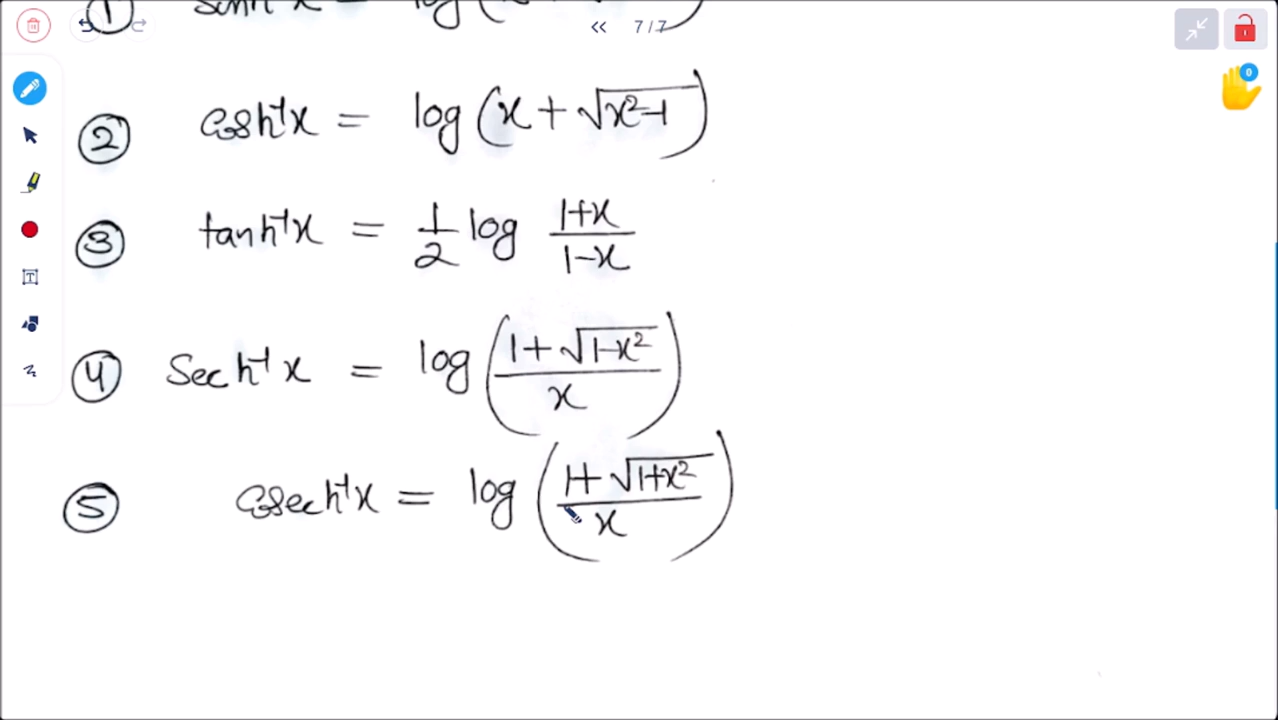 7/7
0
② cosh⁻¹x = log(x + √(x²-1))
③ tanh⁻¹x = 1/2 log (1+x)/(1-x)
④ Sech⁻¹x = log((1+√(1-x²))/x)
⑤ cosech⁻¹x = log((1+√(1+x²))/x)